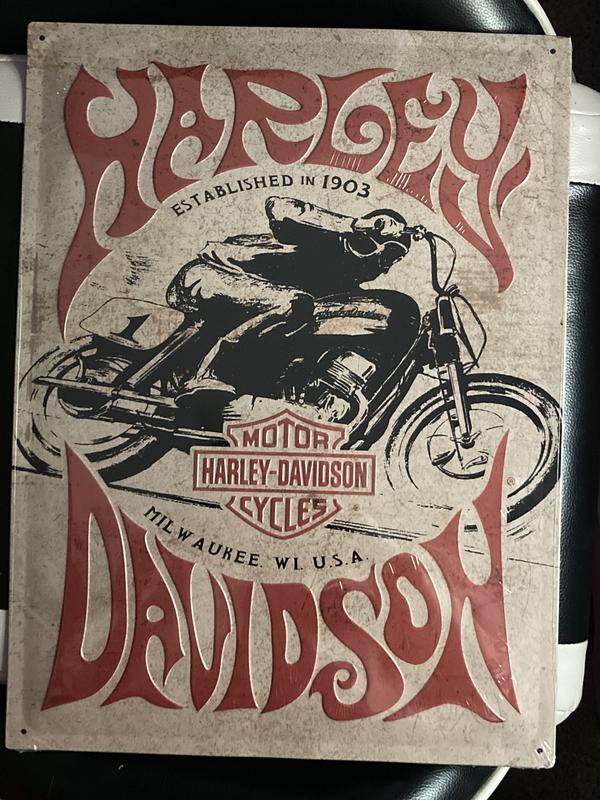 HARLEY
ESTABLISHED IN 1903
1
MOTOR
HARLEY-DAVIDSON
CYCLES
®
MILWAUKEE. WI. U.S.A.
DAVIDSON